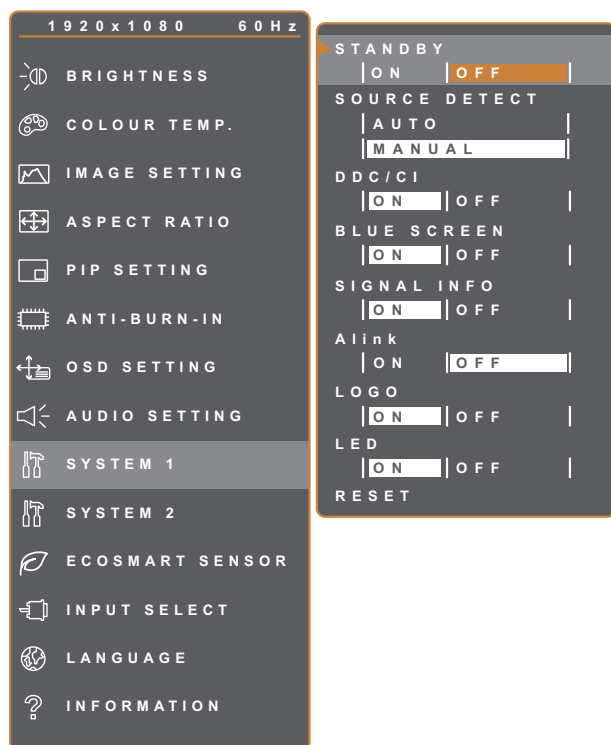 1920x1080 60Hz
BRIGHTNESS
COLOUR TEMP.
IMAGE SETTING
ASPECT RATIO
PIP SETTING
ANTI-BURN-IN
OSD SETTING
AUDIO SETTING
SYSTEM 1
SYSTEM 2
ECOSMART SENSOR
INPUT SELECT
LANGUAGE
INFORMATION
STANDBY
ON OFF
SOURCE DETECT
AUTO
MANUAL
DDC/CI
ON OFF
BLUE SCREEN
ON OFF
SIGNAL INFO
ON OFF
Alink
ON OFF
LOGO
ON OFF
LED
ON OFF
RESET